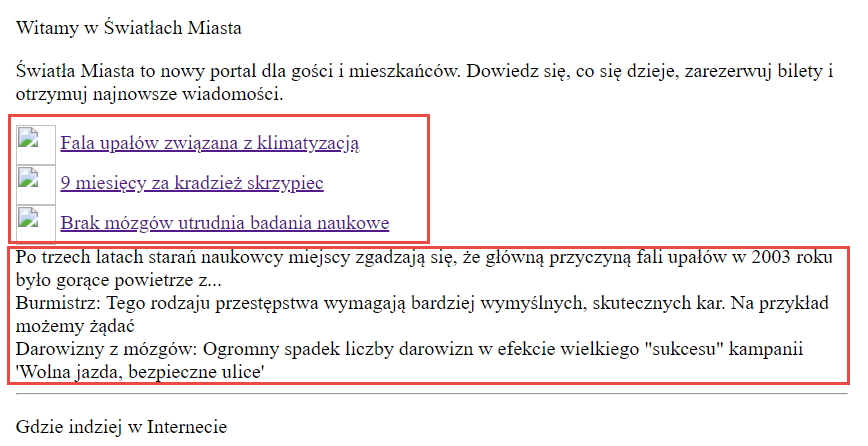 Witamy w Światłach Miasta
Światła Miasta to nowy portal dla gości i mieszkańców. Dowiedz się, co się dzieje, zarezerwuj bilety i
otrzymuj najnowsze wiadomości.
Fala upałów związana z klimatyzacją
9 miesięcy za kradzież skrzypiec
Brak mózgów utrudnia badania naukowe
Po trzech latach starań naukowcy miejscy zgadzają się, że główną przyczyną fali upałów w 2003 roku
było gorące powietrze z...
Burmistrz: Tego rodzaju przestępstwa wymagają bardziej wymyślnych, skutecznych kar. Na przykład
możemy żądać
Darowizny z mózgów: Ogromny spadek liczby darowizn w efekcie wielkiego "sukcesu" kampanii
'Wolna jazda, bezpieczne ulice'
Gdzie indziej w Internecie